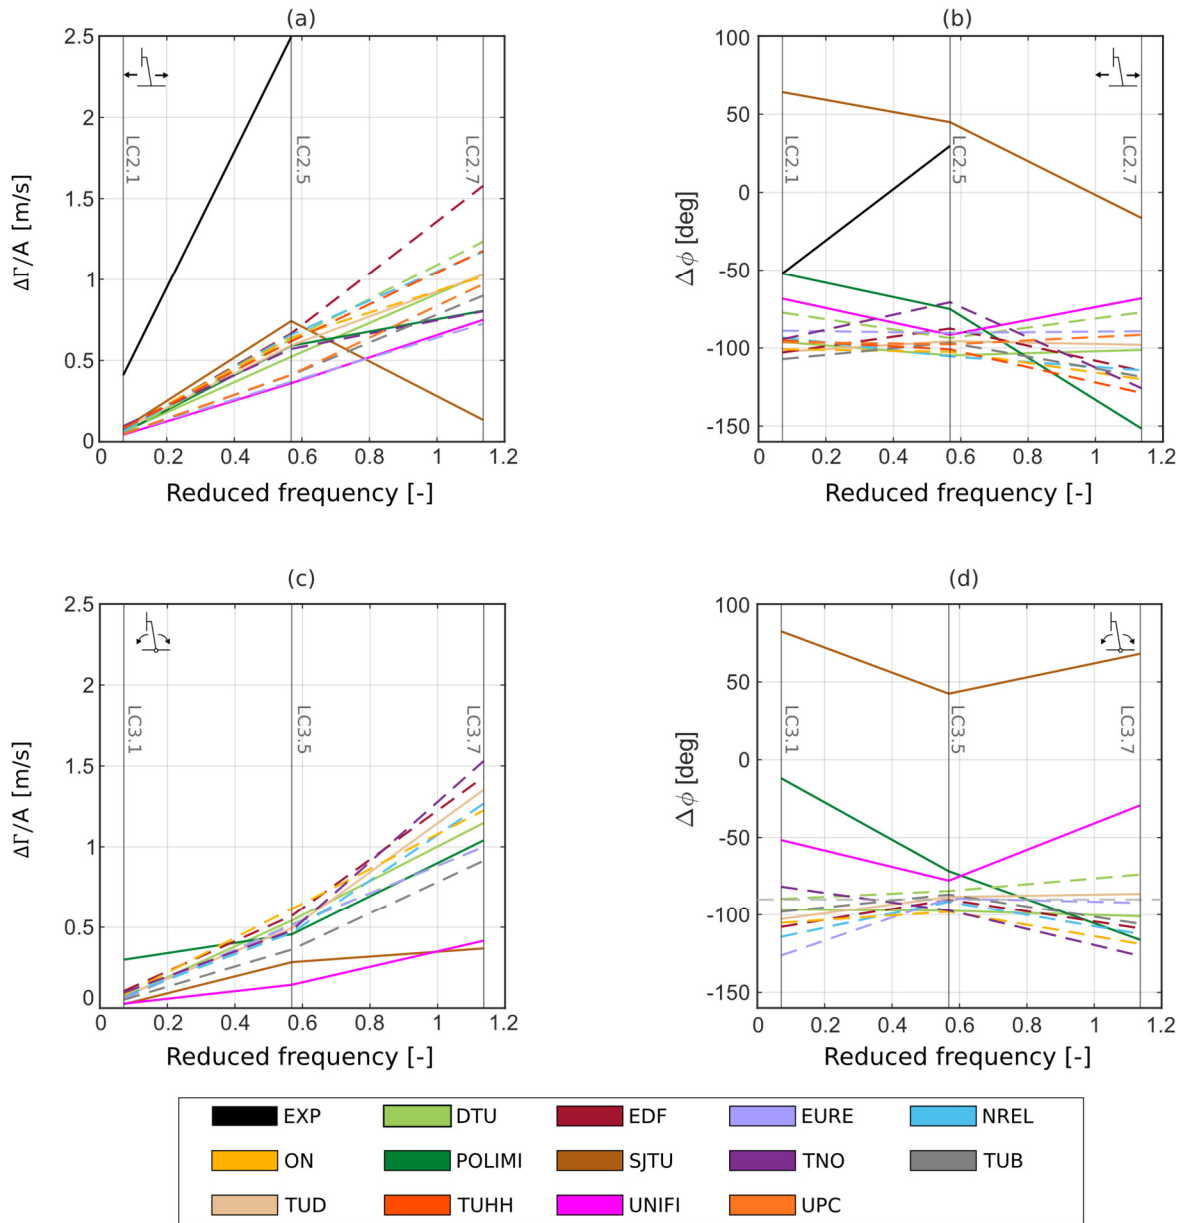 (a)
(b)
2.5
2
1.5
1
0.5
0
ΔΓ/A [m/s]
LC2.1
LC2.5
LC2.7
0 0.2 0.4 0.6 0.8 1 1.2
Reduced frequency [-]
100
50
0
-50
-100
-150
Δϕ [deg]
LC2.1
LC2.5
LC2.7
0 0.2 0.4 0.6 0.8 1 1.2
Reduced frequency [-]
(c)
(d)
2.5
2
1.5
1
0.5
0
ΔΓ/A [m/s]
LC3.1
LC3.5
LC3.7
0 0.2 0.4 0.6 0.8 1 1.2
Reduced frequency [-]
100
50
0
-50
-100
-150
Δϕ [deg]
LC3.1
LC3.5
LC3.7
0 0.2 0.4 0.6 0.8 1 1.2
Reduced frequency [-]
EXP DTU EDF EURE NREL
ON POLIMI SJTU TNO TUB
TUD TUHH UNIFI UPC